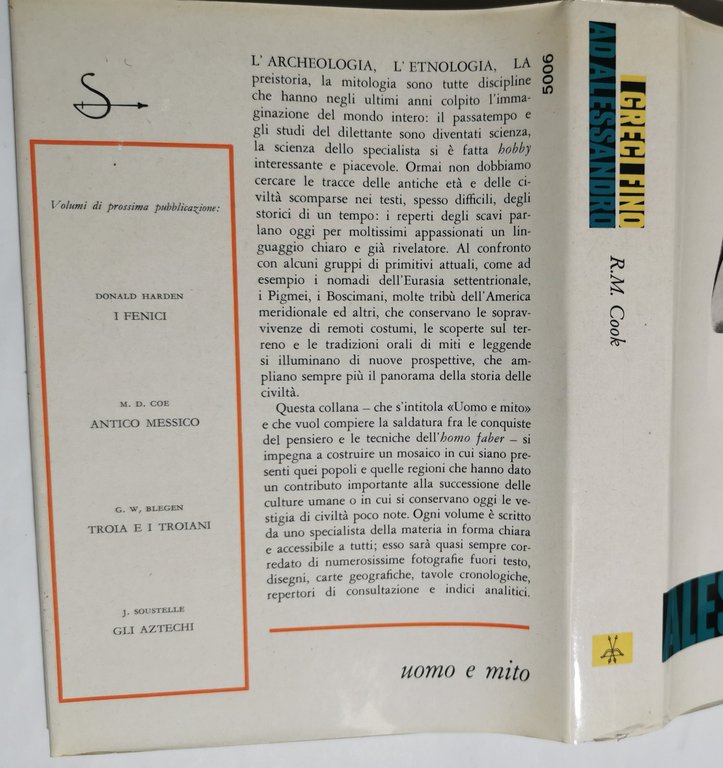 Volumi di prossima pubblicazione:
DONALD HARDEN
I FENICI
M. D. COE
ANTICO MESSICO
G. W. BLEGEN
TROIA E I TROIANI
J. SOUSTELLE
GLI AZTECHI
L' ARCHEOLOGIA, L' ETNOLOGIA, LA
preistoria, la mitologia sono tutte discipline
che hanno negli ultimi anni colpito l'imma-
ginazione del mondo intero: il passatempo e
gli studi del dilettante sono diventati scienza,
la scienza dello specialista si è fatta hobby
interessante e piacevole. Ormai non dobbiamo
cercare le tracce delle antiche età e delle ci-
viltà scomparse nei testi, spesso difficili, degli
storici di un tempo: i reperti degli scavi par-
lano oggi per moltissimi appassionati un lin-
guaggio chiaro e già rivelatore. Al confronto
con alcuni gruppi di primitivi attuali, come ad
esempio i nomadi dell'Eurasia settentrionale,
i Pigmei, i Boscimani, molte tribù dell'America
meridionale ed altri, che conservano le soprav-
vivenze di remoti costumi, le scoperte sul ter-
reno e le tradizioni orali di miti e leggende
si illuminano di nuove prospettive, che am-
pliano sempre più il panorama della storia delle
civiltà.
Questa collana – che s'intitola «Uomo e mito»
e che vuol compiere la saldatura fra le conquiste
del pensiero e le tecniche dell'homo faber – si
impegna a costruire un mosaico in cui siano pre-
senti quei popoli e quelle regioni che hanno dato
un contributo importante alla successione delle
culture umane o in cui si conservano oggi le ve-
stigia di civiltà poco note. Ogni volume è scritto
da uno specialista della materia in forma chiara
e accessibile a tutti; esso sarà quasi sempre cor-
redato di numerosissime fotografie fuori testo,
disegni, carte geografiche, tavole cronologiche,
repertori di consultazione e indici analitici.
uomo e mito
5006
I GRECI FINO
AD ALESSANDRO
R.M. Cook
ALES